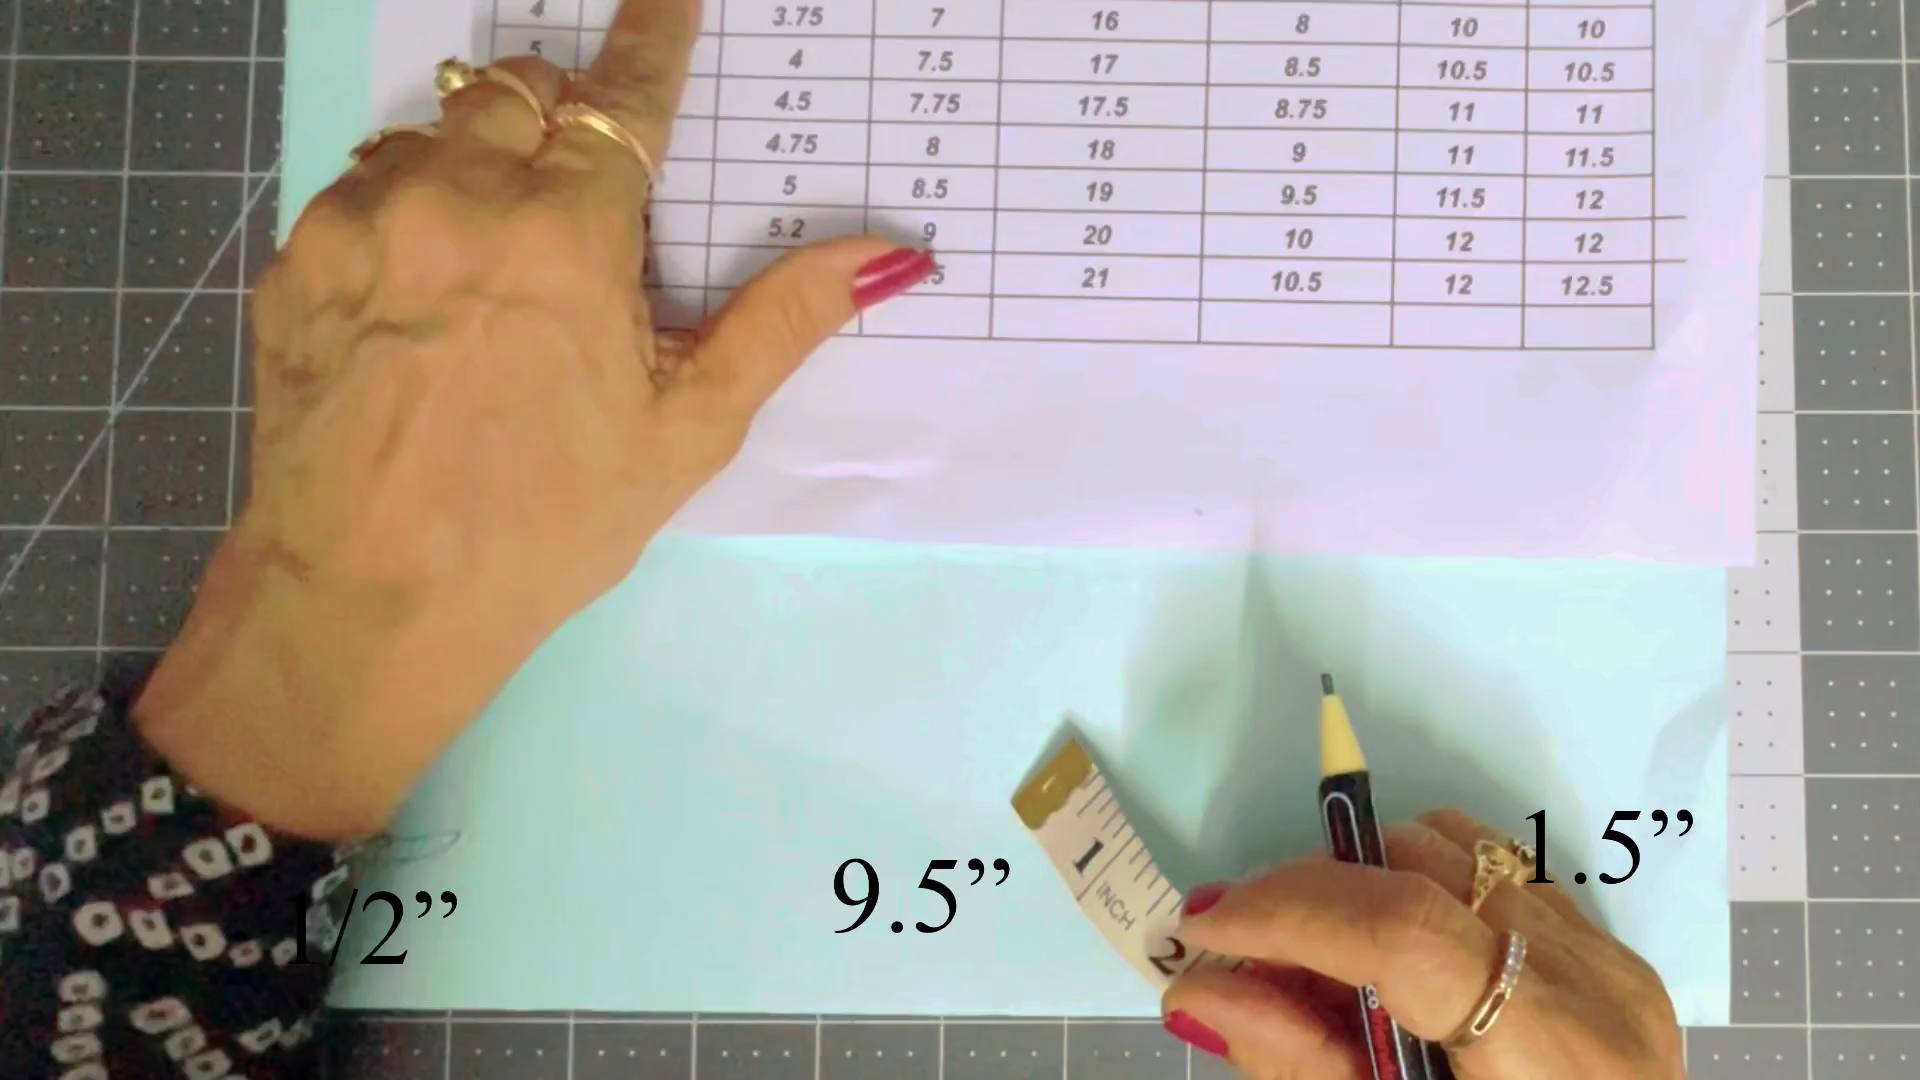 4 3.75 7 16 8 10 10
5 4 7.5 17 8.5 10.5 10.5
4.5 7.75 17.5 8.75 11 11
4.75 8 18 9 11 11.5
5 8.5 19 9.5 11.5 12
5.2 9 20 10 12 12
.5 21 10.5 12 12.5
1 INCH 2
1/2” 9.5” 1.5”